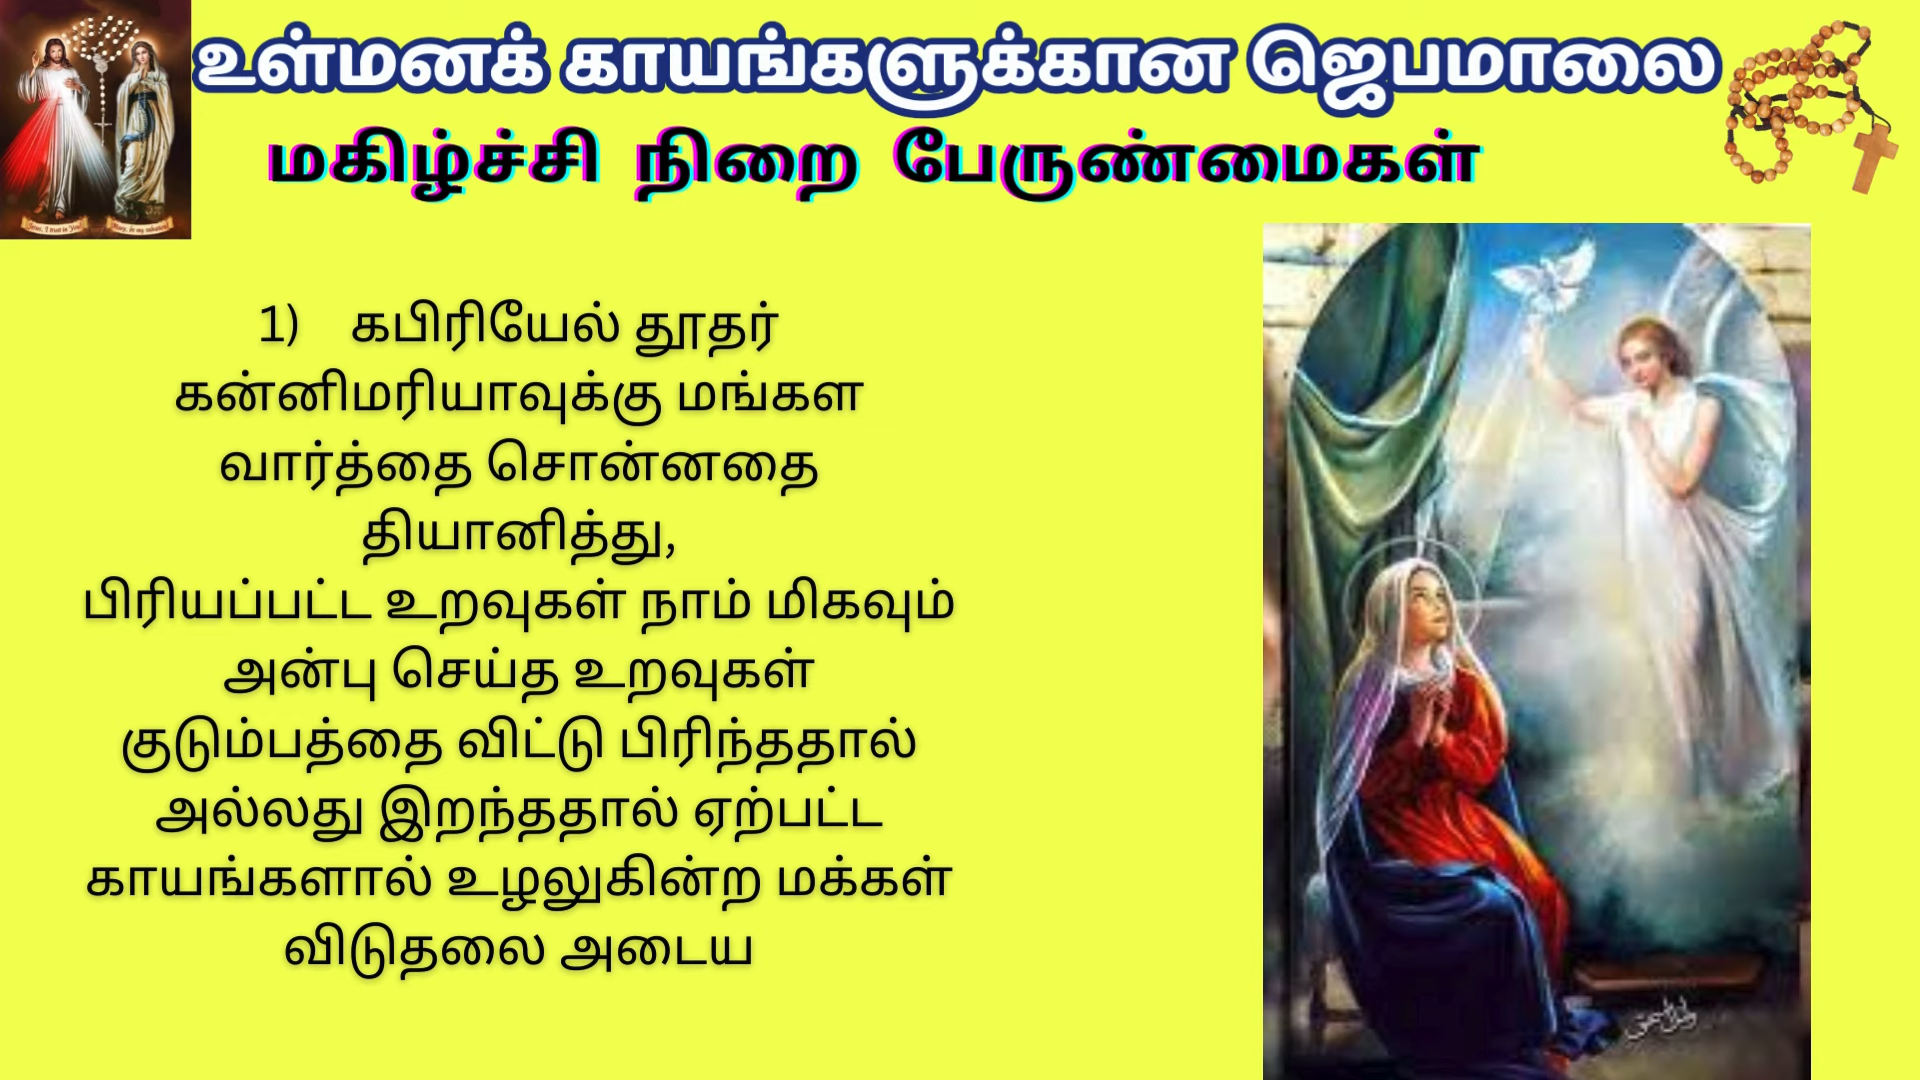 உள்மனக் காயங்களுக்கான ஜெபமாலை
மகிழ்ச்சி நிறை பேருண்மைகள்
1) கபிரியேல் தூதர்
கன்னிமரியாவுக்கு மங்கள
வார்த்தை சொன்னதை
தியானித்து,
பிரியப்பட்ட உறவுகள் நாம் மிகவும்
அன்பு செய்த உறவுகள்
குடும்பத்தை விட்டு பிரிந்ததால்
அல்லது இறந்ததால் ஏற்பட்ட
காயங்களால் உழலுகின்ற மக்கள்
விடுதலை அடைய